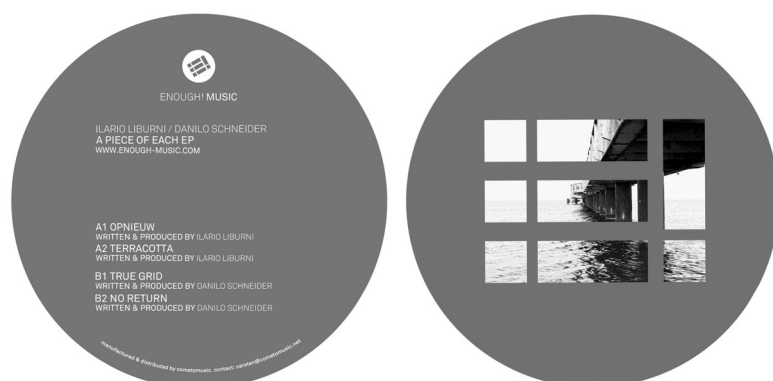 ENOUGH! MUSIC
ILARIO LIBURNI / DANILO SCHNEIDER
A PIECE OF EACH EP
WWW.ENOUGH-MUSIC.COM
A1 OPNIEUW
WRITTEN & PRODUCED BY ILARIO LIBURNI
A2 TERRACOTTA
WRITTEN & PRODUCED BY ILARIO LIBURNI
B1 TRUE GRID
WRITTEN & PRODUCED BY DANILO SCHNEIDER
B2 NO RETURN
WRITTEN & PRODUCED BY DANILO SCHNEIDER
manufactured & distributed by cometomusic. contact: carsten@cometomusic.net